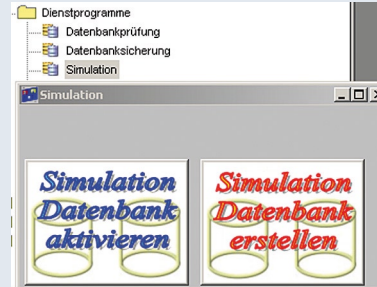 Dienstprogramme
Datenbankprüfung
Datenbanksicherung
Simulation
Simulation
Simulation
Datenbank
aktivieren
Simulation
Datenbank
erstellen